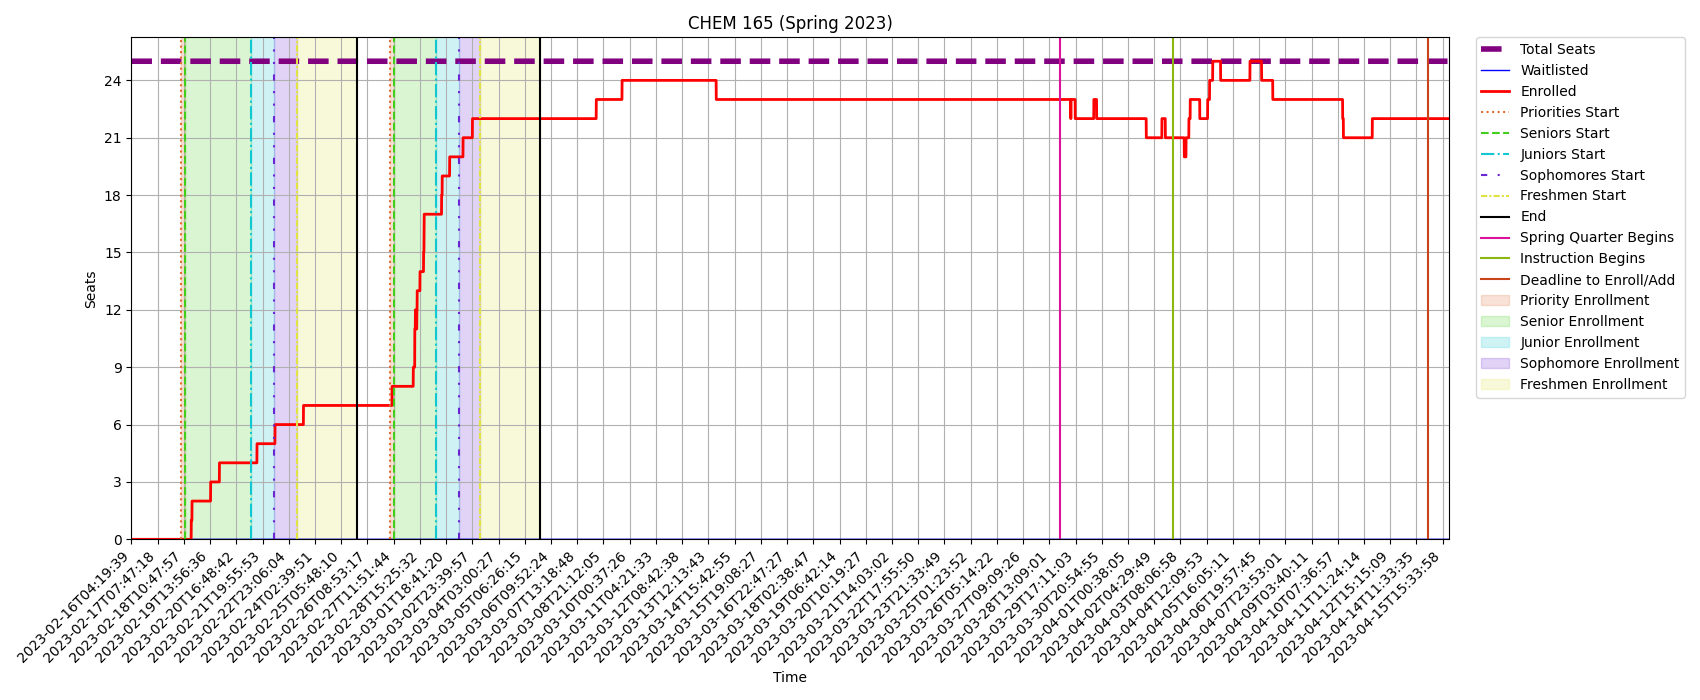 CHEM 165 (Spring 2023)
Seats
24
21
18
15
12
9
6
3
0
2023-02-16T04:19:39
2023-02-17T07:47:18
2023-02-18T10:47:57
2023-02-19T13:56:36
2023-02-20T16:48:42
2023-02-21T19:55:53
2023-02-22T23:06:04
2023-02-24T02:39:51
2023-02-25T05:48:10
2023-02-26T08:53:17
2023-02-27T11:51:44
2023-02-28T15:25:32
2023-03-01T18:41:20
2023-03-02T23:39:57
2023-03-04T03:00:27
2023-03-05T06:26:15
2023-03-06T09:52:24
2023-03-07T13:18:48
2023-03-08T21:12:05
2023-03-10T00:37:26
2023-03-11T04:21:33
2023-03-12T08:42:38
2023-03-13T12:13:43
2023-03-14T15:42:55
2023-03-15T19:08:27
2023-03-16T22:47:27
2023-03-18T02:38:47
2023-03-19T06:42:14
2023-03-20T10:19:27
2023-03-21T14:03:02
2023-03-22T17:55:50
2023-03-23T21:33:49
2023-03-25T01:23:52
2023-03-26T05:14:22
2023-03-27T09:09:26
2023-03-28T13:09:01
2023-03-29T17:11:03
2023-03-30T20:54:55
2023-04-01T00:38:05
2023-04-02T04:29:49
2023-04-03T08:06:58
2023-04-04T12:09:53
2023-04-05T16:05:11
2023-04-06T19:57:45
2023-04-07T23:53:01
2023-04-09T03:40:11
2023-04-10T07:36:57
2023-04-11T11:24:14
2023-04-12T15:15:09
2023-04-14T11:33:35
2023-04-15T15:33:58
Time
Total Seats
Waitlisted
Enrolled
Priorities Start
Seniors Start
Juniors Start
Sophomores Start
Freshmen Start
End
Spring Quarter Begins
Instruction Begins
Deadline to Enroll/Add
Priority Enrollment
Senior Enrollment
Junior Enrollment
Sophomore Enrollment
Freshmen Enrollment